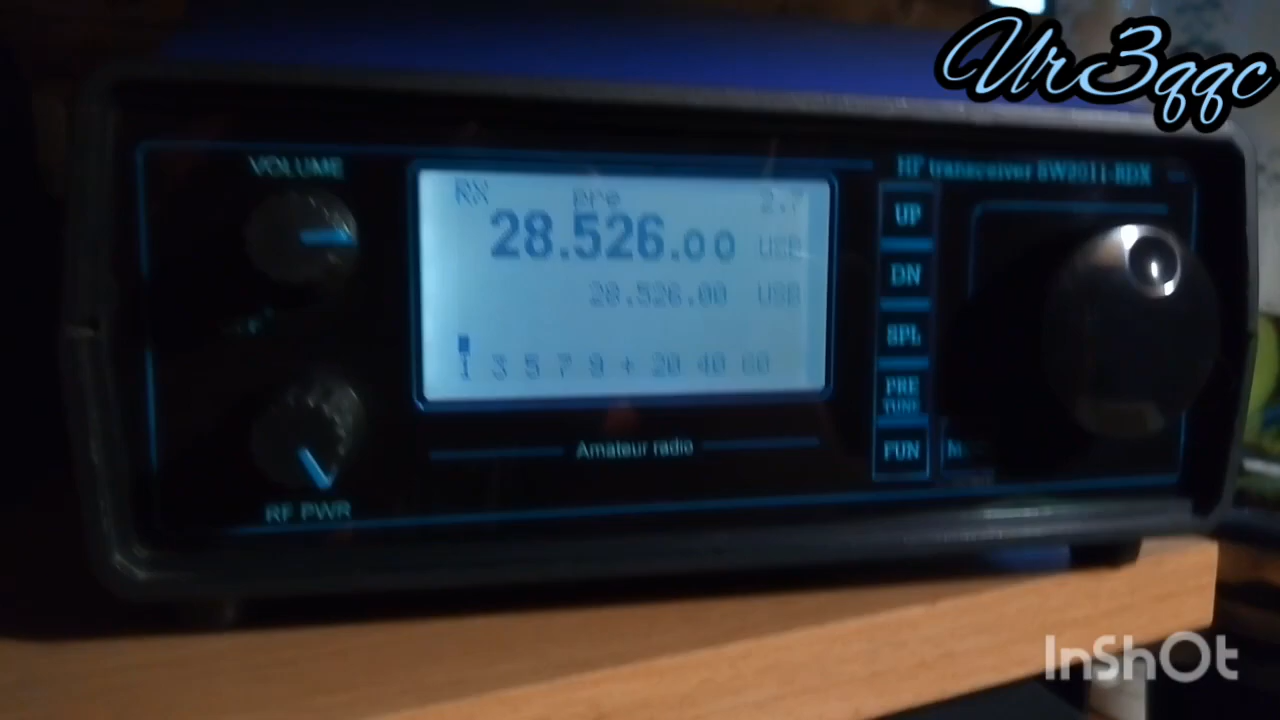 Ur3qqc
VOLUME
HF transceiver SW2011-RDX
RX pre 2.7
28.526.00 USB
28.526.00 USB
1 3 5 7 9 + 20 40 60
UP
DN
SPL
PRE
TUNE
FUN
Amateur radio
RF PWR
InShOt